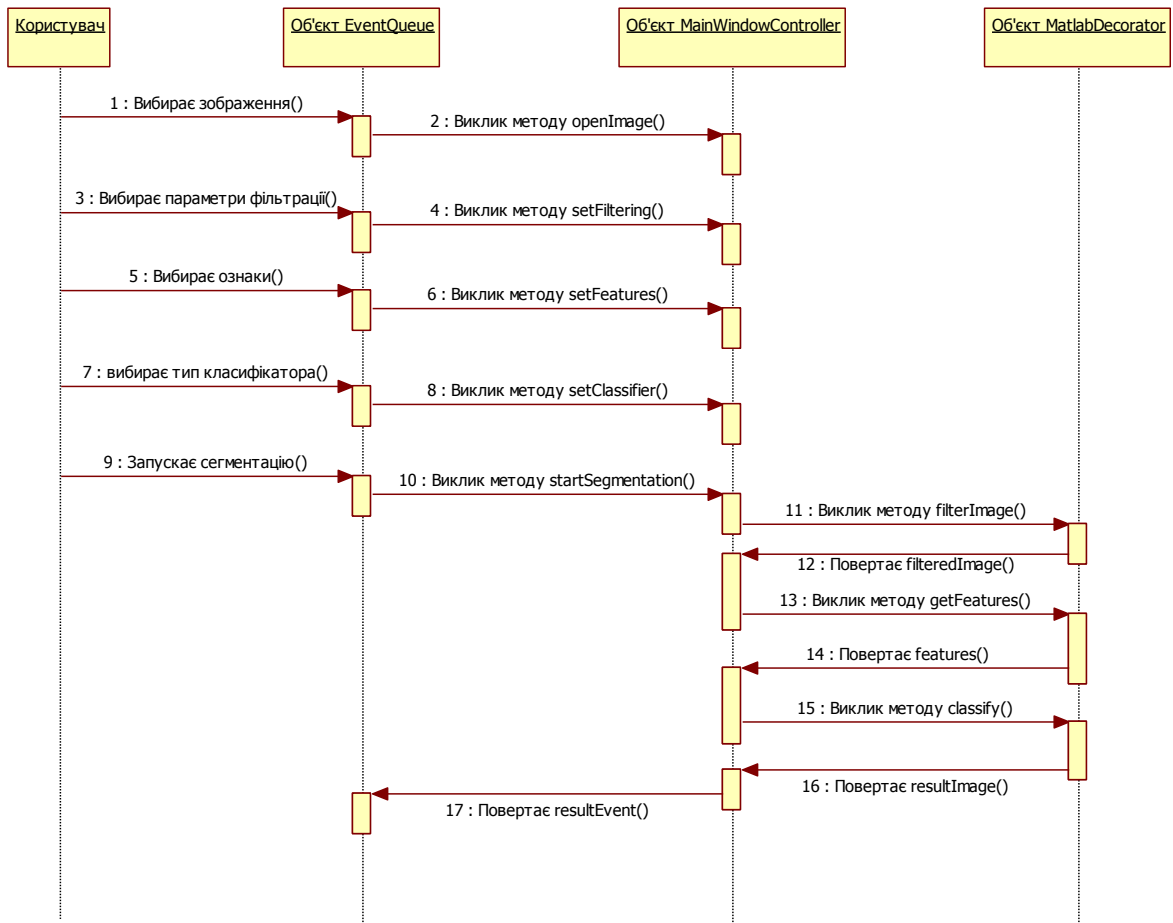 Користувач
Об'єкт EventQueue
Об'єкт MainWindowController
Об'єкт MatlabDecorator
1 : Вибирає зображення()
2 : Виклик методу openImage()
3 : Вибирає параметри фільтрації()
4 : Виклик методу setFiltering()
5 : Вибирає ознаки()
6 : Виклик методу setFeatures()
7 : вибирає тип класифікатора()
8 : Виклик методу setClassifier()
9 : Запускає сегментацію()
10 : Виклик методу startSegmentation()
11 : Виклик методу filterImage()
12 : Повертає filteredImage()
13 : Виклик методу getFeatures()
14 : Повертає features()
15 : Виклик методу classify()
16 : Повертає resultImage()
17 : Повертає resultEvent()